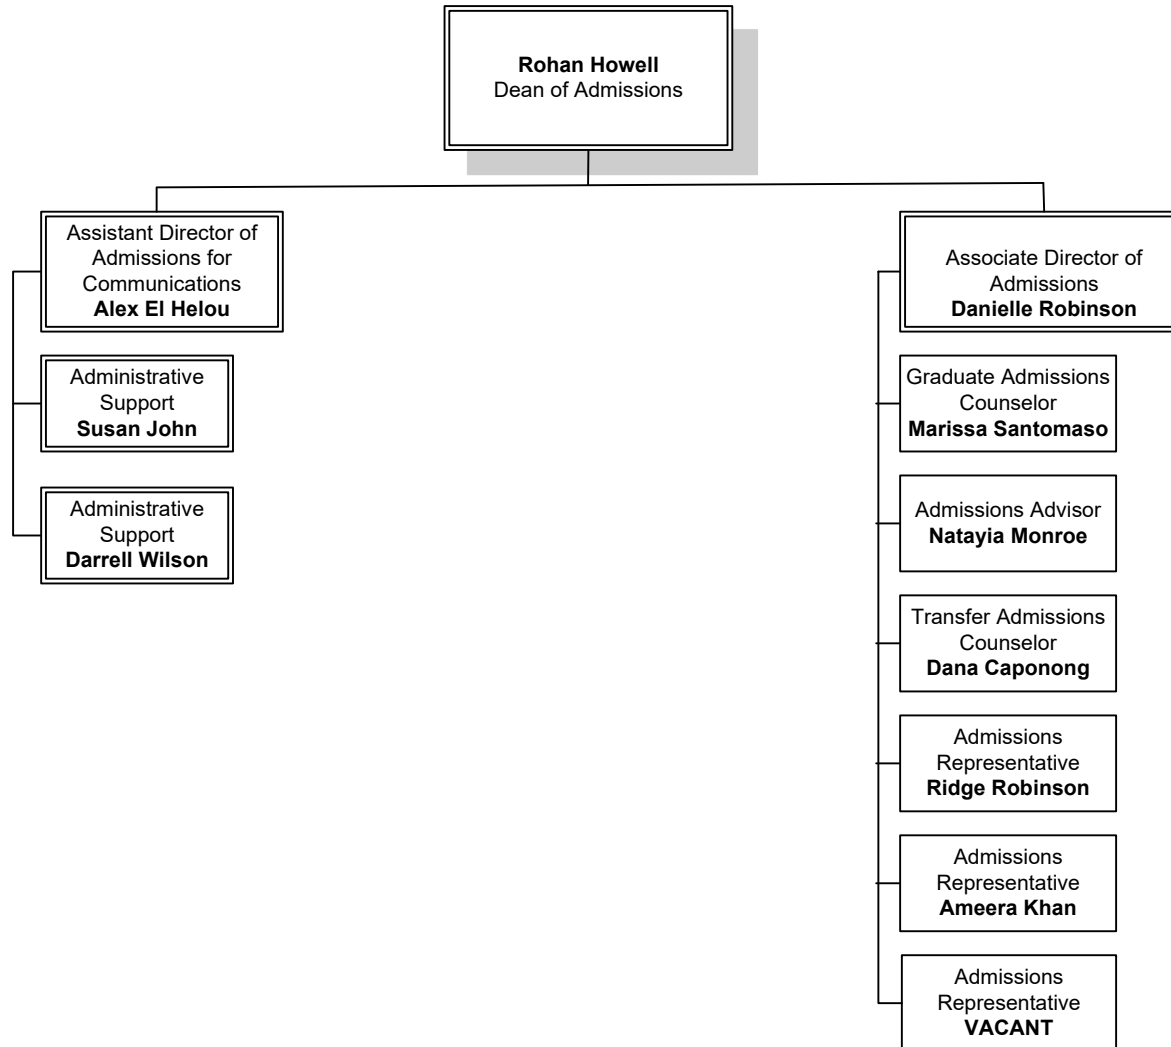 Rohan Howell
Dean of Admissions
Assistant Director of
Admissions for
Communications
Alex El Helou
Administrative
Support
Susan John
Administrative
Support
Darrell Wilson
Associate Director of
Admissions
Danielle Robinson
Graduate Admissions
Counselor
Marissa Santomaso
Admissions Advisor
Natayia Monroe
Transfer Admissions
Counselor
Dana Caponong
Admissions
Representative
Ridge Robinson
Admissions
Representative
Ameera Khan
Admissions
Representative
VACANT